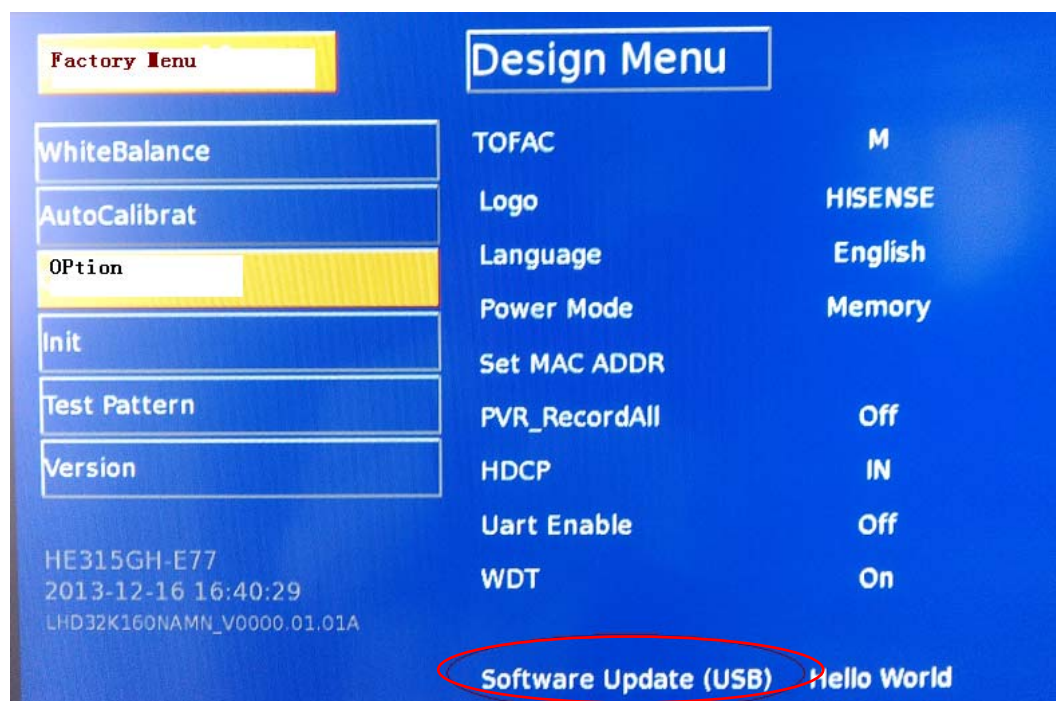 Factory Menu
WhiteBalance
AutoCalibrat
OPtion
Init
Test Pattern
Version
HE315GH-E77
2013-12-16 16:40:29
LHD32K160NAMN_V0000.01.01A
Design Menu
TOFAC M
Logo HISENSE
Language English
Power Mode Memory
Set MAC ADDR
PVR_RecordAll Off
HDCP IN
Uart Enable Off
WDT On
Software Update (USB) Hello World